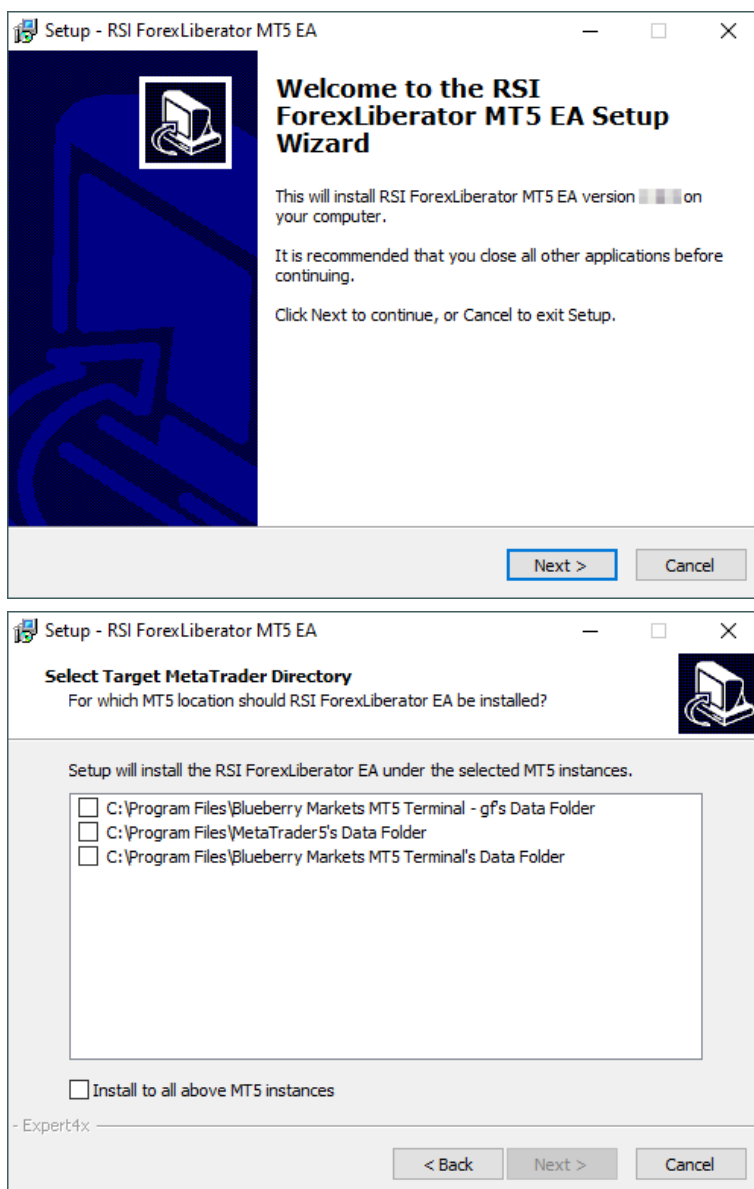 Setup - RSI ForexLiberator MT5 EA
Welcome to the RSI
ForexLiberator MT5 EA Setup
Wizard
This will install RSI ForexLiberator MT5 EA version on
your computer.
It is recommended that you close all other applications before
continuing.
Click Next to continue, or Cancel to exit Setup.
Next >
Cancel
Setup - RSI ForexLiberator MT5 EA
Select Target MetaTrader Directory
For which MT5 location should RSI ForexLiberator EA be installed?
Setup will install the RSI ForexLiberator EA under the selected MT5 instances.
C:\Program Files\Blueberry Markets MT5 Terminal - gf's Data Folder
C:\Program Files\MetaTrader5's Data Folder
C:\Program Files\Blueberry Markets MT5 Terminal's Data Folder
Install to all above MT5 instances
- Expert4x
< Back
Next >
Cancel